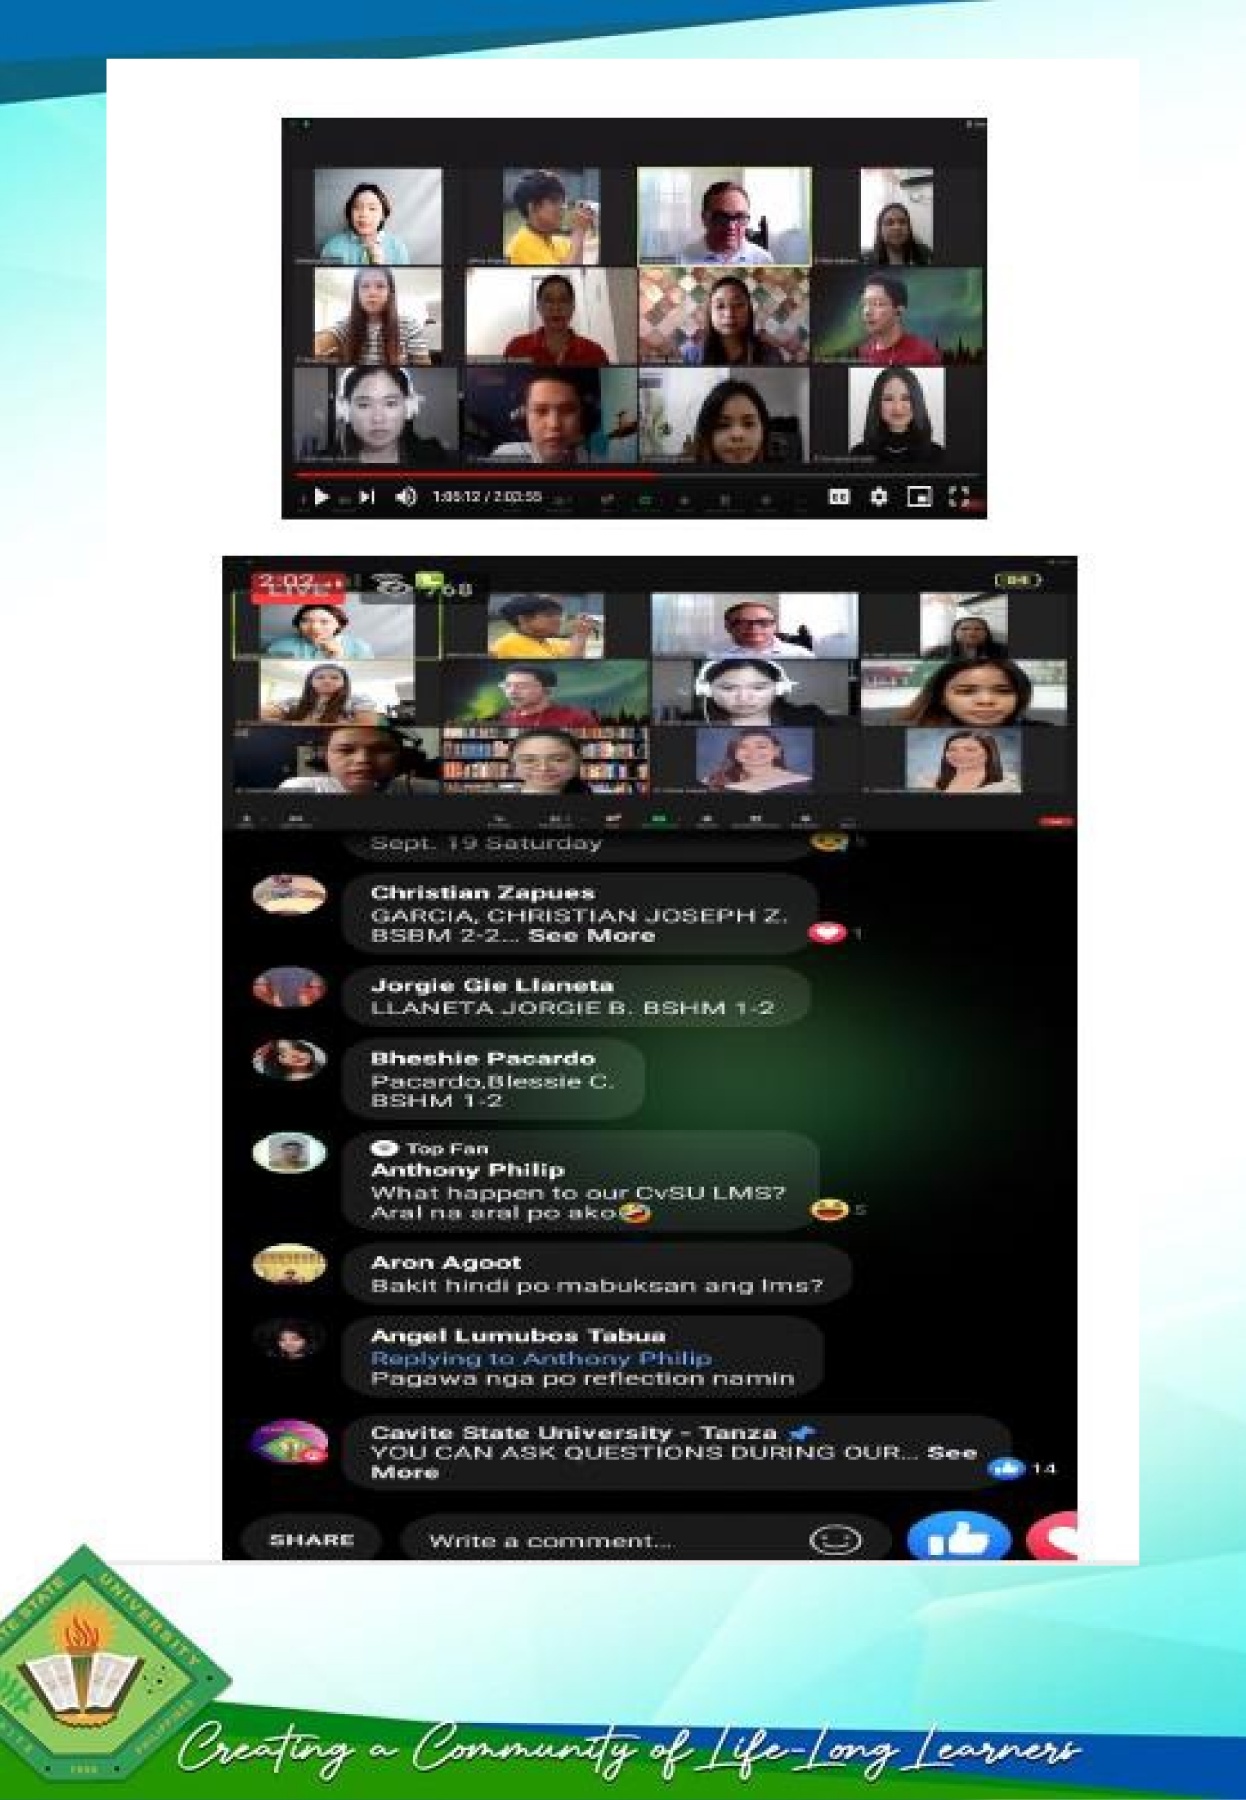 1:05:12 / 2:03:55
2:02
LIVE
768
84
Sept. 19 Saturday
Christian Zapues
GARCIA, CHRISTIAN JOSEPH Z.
BSBM 2-2... See More
1
Jorgie Gie Llaneta
LLANETA JORGIE B. BSHM 1-2
Bheshie Pacardo
Pacardo,Blessie C.
BSHM 1-2
Top Fan
Anthony Philip
What happen to our CvSU LMS?
Aral na aral po ako🤣
5
Aron Agoot
Bakit hindi po mabuksan ang lms?
Angel Lumubos Tabua
Replying to Anthony Philip
Pagawa nga po reflection namin
Cavite State University - Tanza
YOU CAN ASK QUESTIONS DURING OUR... See
More
14
SHARE
Write a comment...
STATE UNIVERSITY
PHILIPPINES
Creating a Community of Life-Long Learners